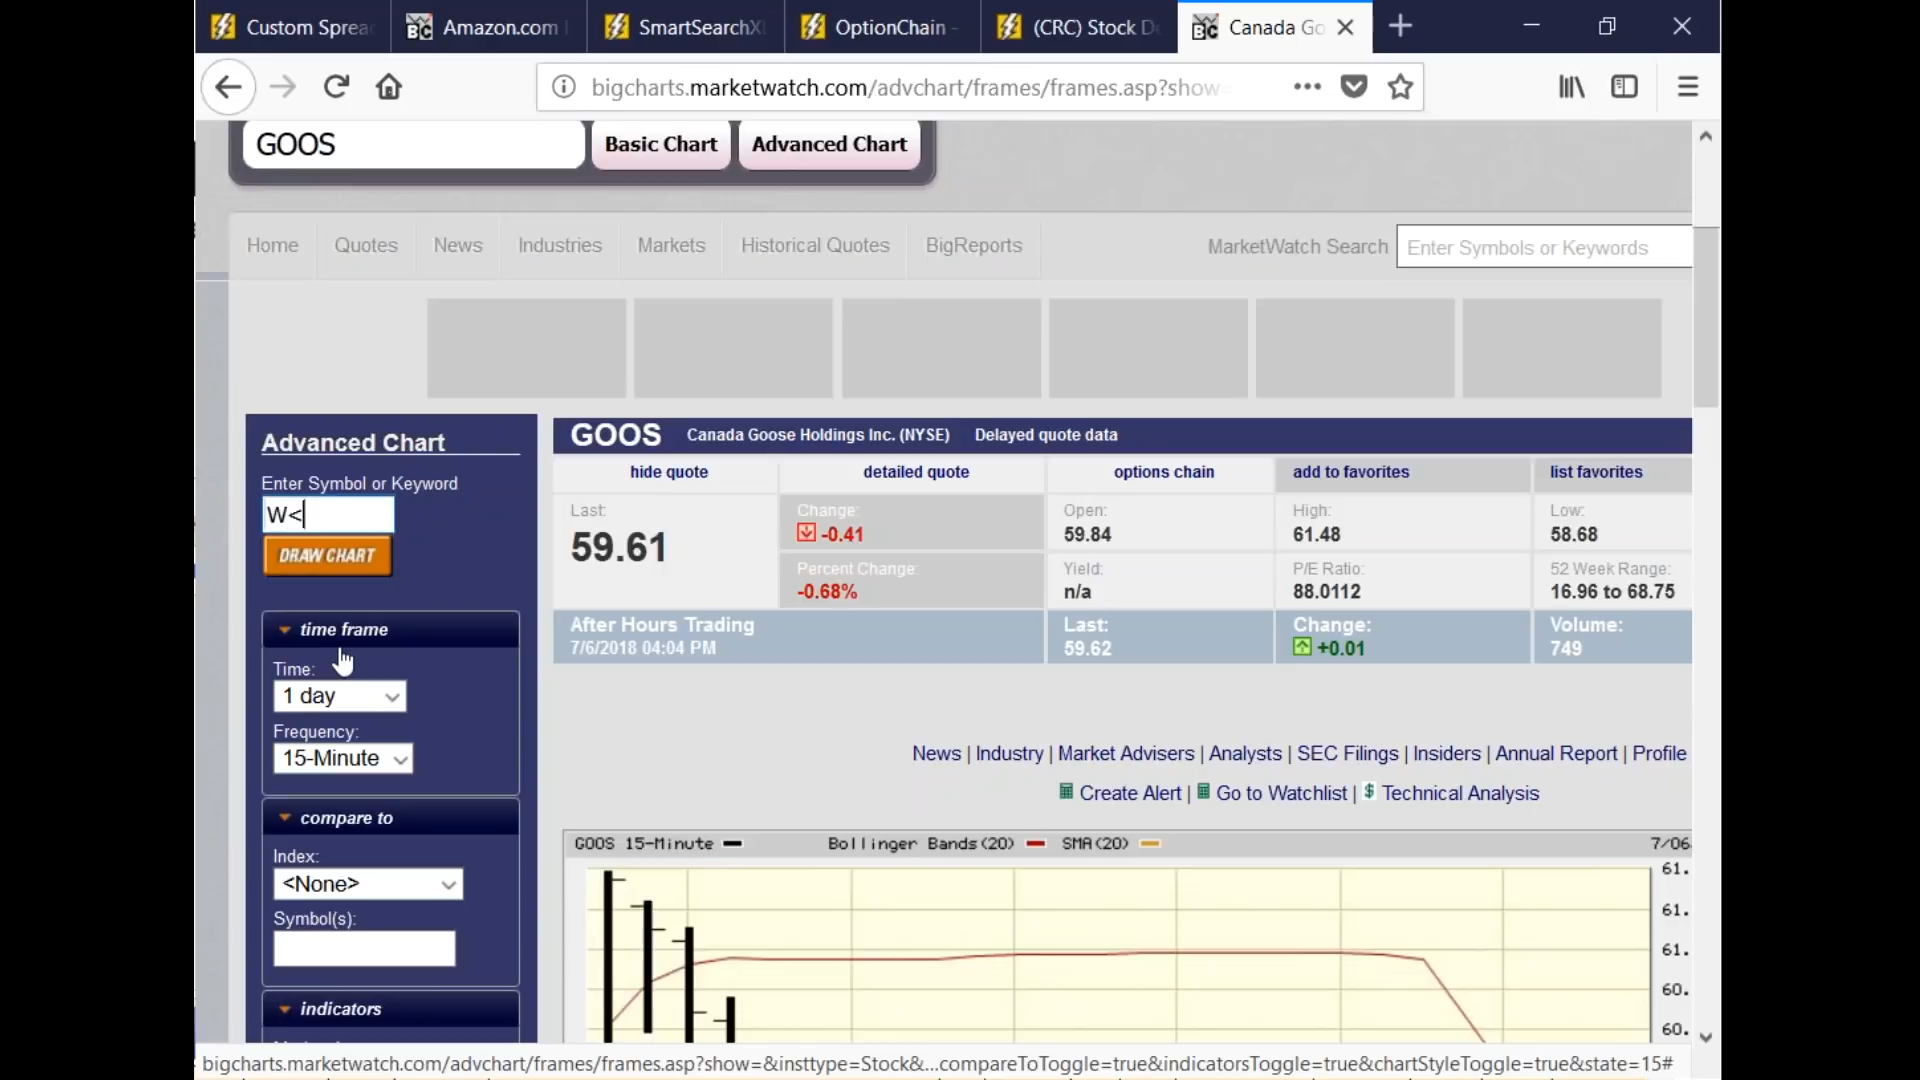 Custom Sprea
Amazon.com
SmartSearchX
OptionChain -
(CRC) Stock D
Canada Go
bigcharts.marketwatch.com/advchart/frames/frames.asp?show=
GOOS
Basic Chart
Advanced Chart
Home
Quotes
News
Industries
Markets
Historical Quotes
BigReports
MarketWatch Search
Enter Symbols or Keywords
Advanced Chart
Enter Symbol or Keyword
W<
DRAW CHART
time frame
Time:
1 day
Frequency:
15-Minute
compare to
Index:
<None>
Symbol(s):
indicators
GOOS Canada Goose Holdings Inc. (NYSE) Delayed quote data
hide quote
detailed quote
options chain
add to favorites
list favorites
Last:
59.61
Change:
-0.41
Percent Change:
-0.68%
Open:
59.84
Yield:
n/a
High:
61.48
P/E Ratio:
88.0112
Low:
58.68
52 Week Range:
16.96 to 68.75
After Hours Trading
7/6/2018 04:04 PM
Last:
59.62
Change:
+0.01
Volume:
749
News | Industry | Market Advisers | Analysts | SEC Filings | Insiders | Annual Report | Profile
Create Alert | Go to Watchlist | $ Technical Analysis
GOOS 15-Minute
Bollinger Bands(20)
SMA(20)
7/06
61.
61.
61.
60.
60.
bigcharts.marketwatch.com/advchart/frames/frames.asp?show=&insttype=Stock&...compareToToggle=true&indicatorsToggle=true&chartStyleToggle=true&state=15#